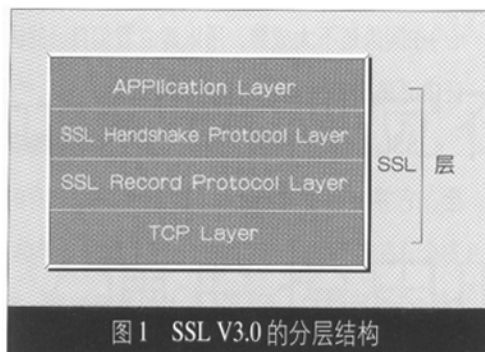 APPlication Layer
SSL Handshake Protocol Layer
SSL Record Protocol Layer
TCP Layer
SSL 层
图1 SSL V3.0的分层结构